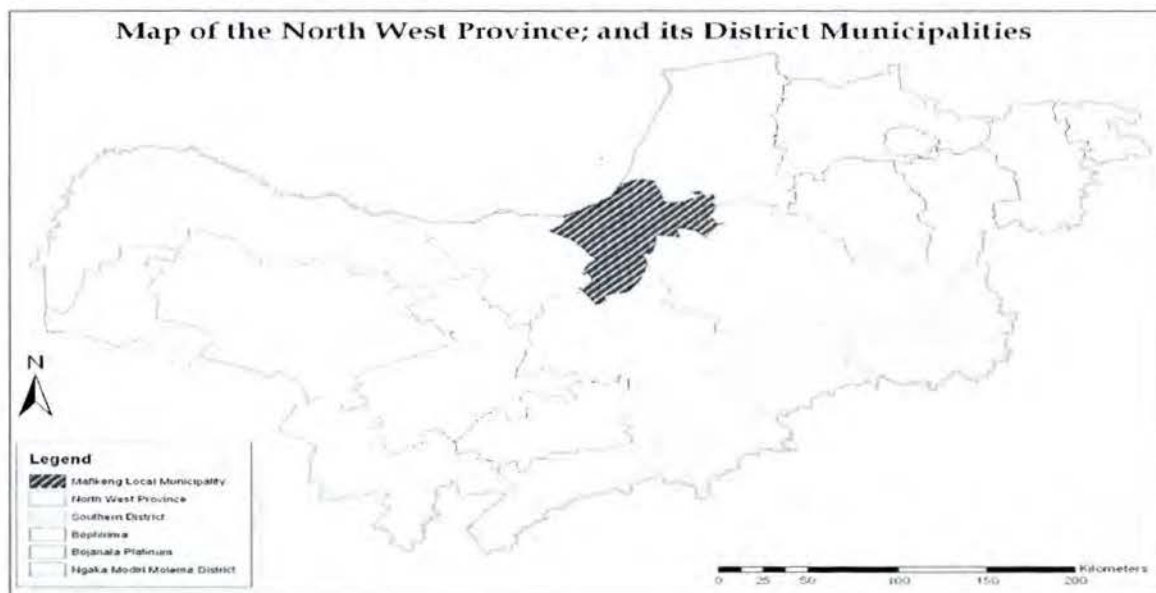 Map of the North West Province; and its District Municipalities
N
Legend
Mafikeng Local Municipality
North West Province
Southern District
Bophirima
Bojanala Platinum
Ngaka Modiri Molema District
0 25 50 100 150 200 Kilometers